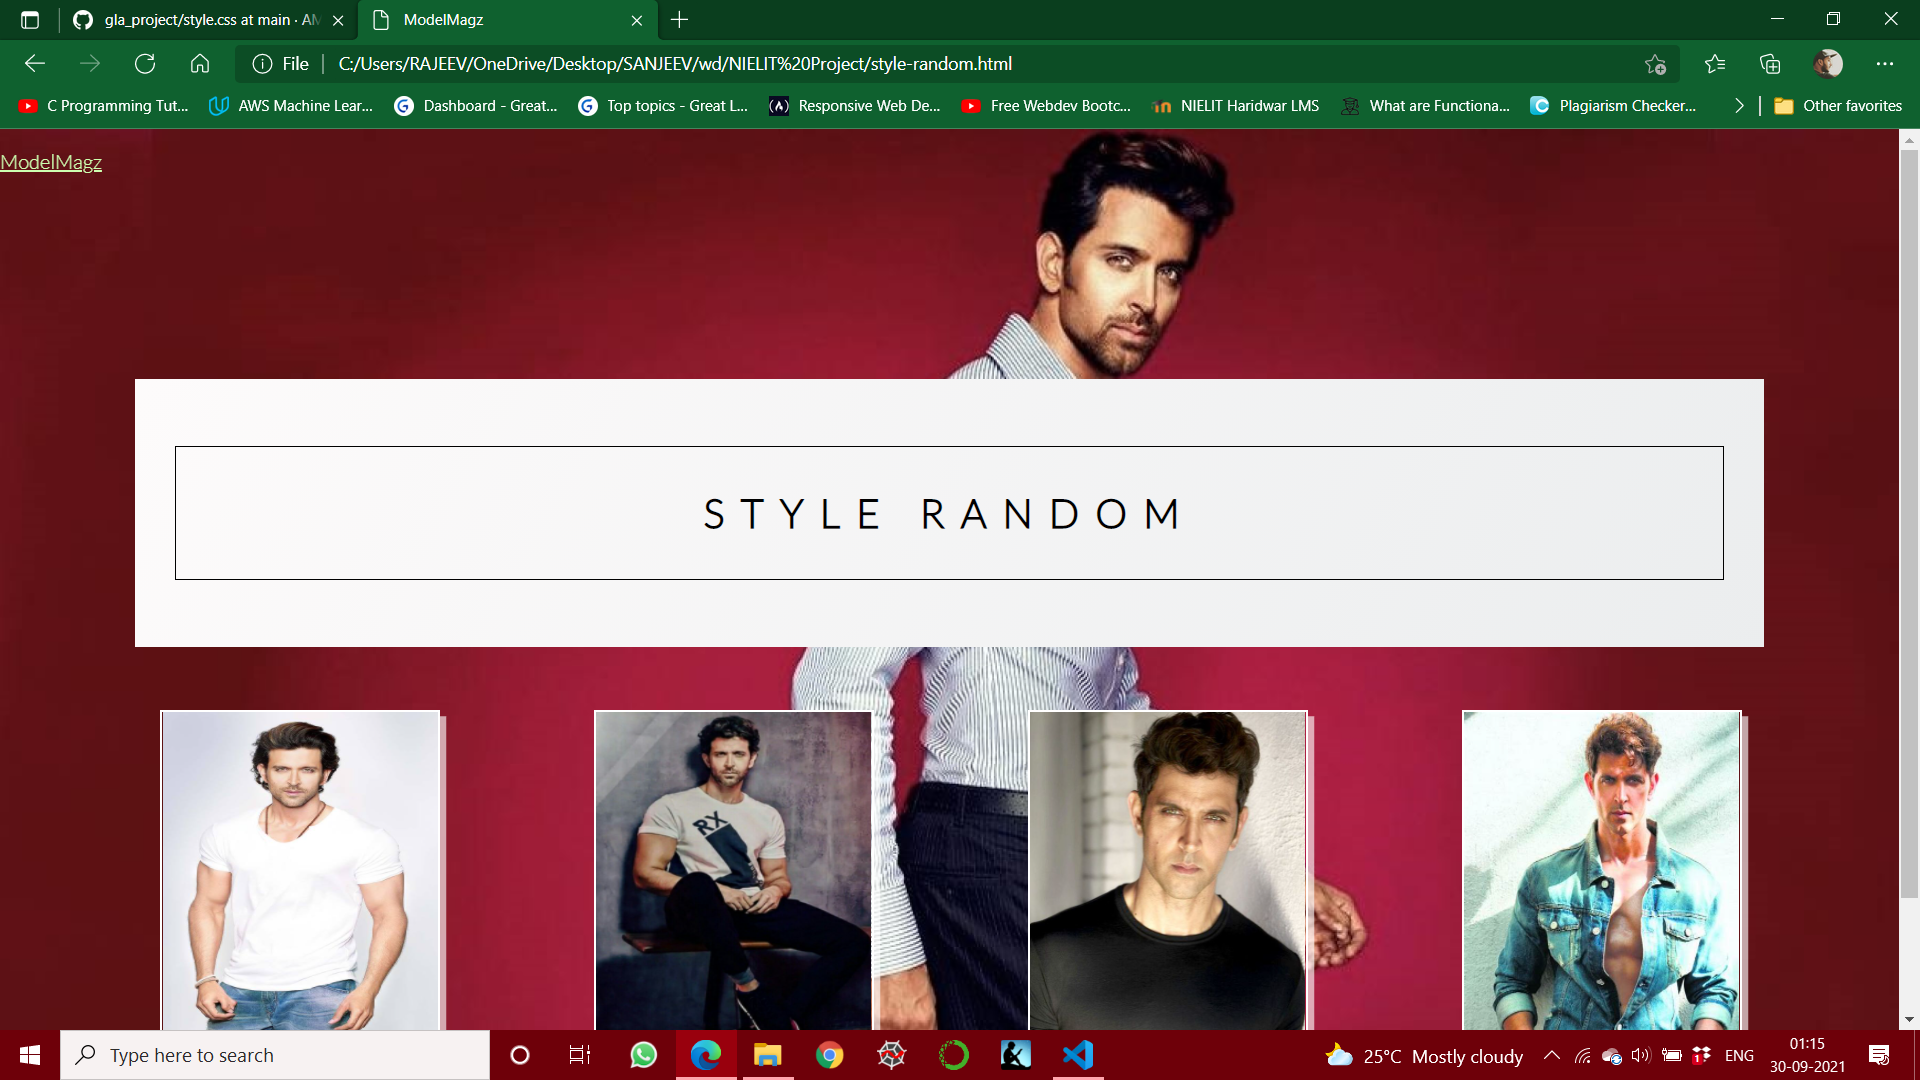 gla_project/style.css at main · AM
ModelMagz
File
C:/Users/RAJEEV/OneDrive/Desktop/SANJEEV/wd/NIELIT%20Project/style-random.html
C Programming Tut...
AWS Machine Lear...
Dashboard - Great...
Top topics - Great L...
Responsive Web De...
Free Webdev Bootc...
NIELIT Haridwar LMS
What are Functiona...
Plagiarism Checker...
Other favorites
ModelMagz
STYLE RANDOM
RX
Type here to search
25°C Mostly cloudy
1
ENG
01:15
30-09-2021